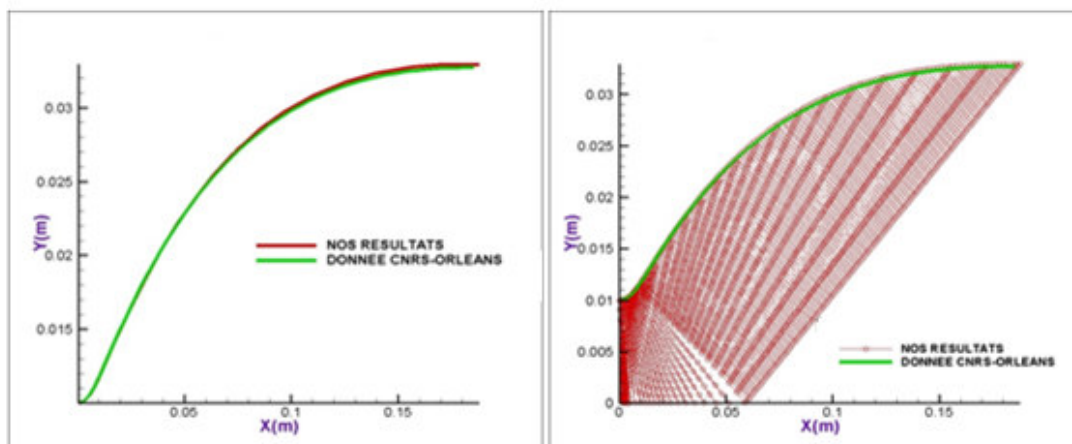 0.03
0.025
0.02
0.015
Y(m)
NOS RESULTATS
DONNEE CNRS-ORLEANS
0.05
0.1
0.15
X(m)
0.03
0.025
0.02
0.015
0.01
0.005
0
Y(m)
NOS RESULTATS
DONNEE CNRS-ORLEANS
0
0.05
0.1
0.15
X(m)